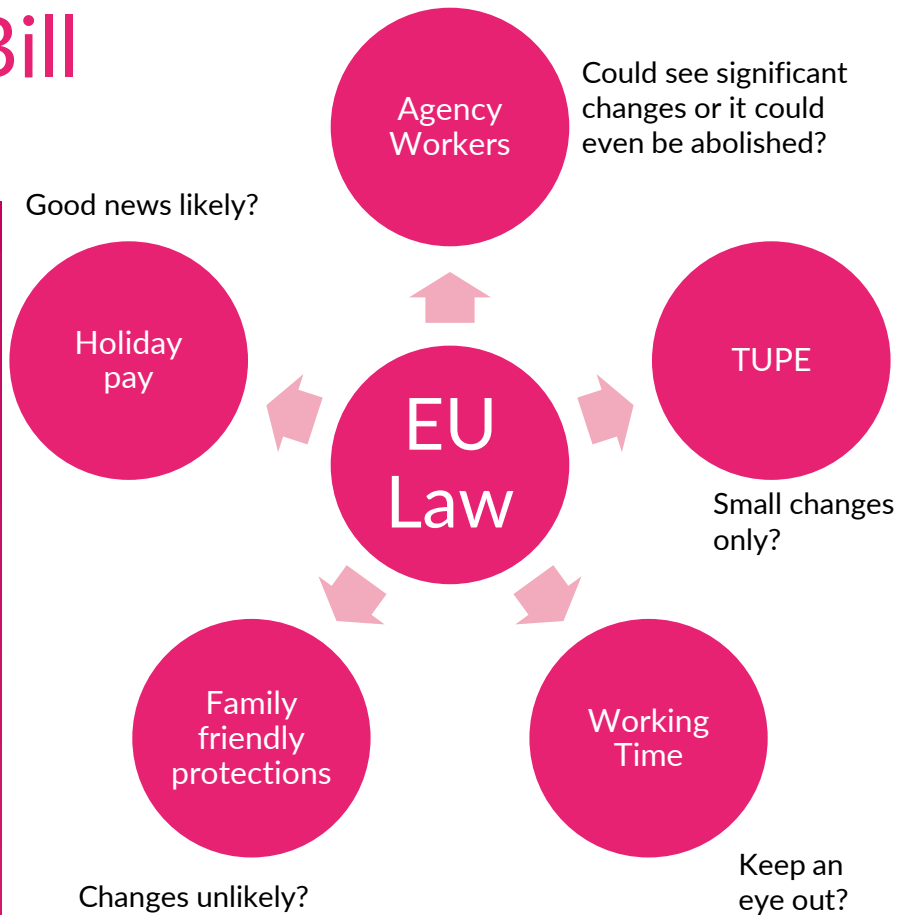 Bill
Agency
Workers
Could see significant
changes or it could
even be abolished?
Good news likely?
Holiday
pay
TUPE
Small changes
only?
EU
Law
Family
friendly
protections
Changes unlikely?
Working
Time
Keep an
eye out?